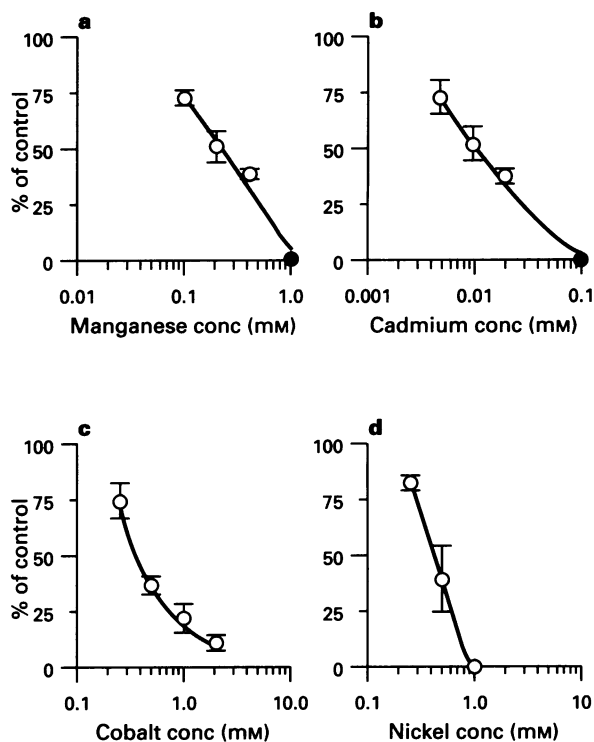 a
100
75
50
25
0
% of control
0.01 0.1 1.0
Manganese conc (mM)
b
100
75
50
25
0
0.001 0.01 0.1
Cadmium conc (mM)
c
100
75
50
25
0
% of control
0.1 1.0 10.0
Cobalt conc (mM)
d
100
75
50
25
0
0.1 1.0 10
Nickel conc (mM)